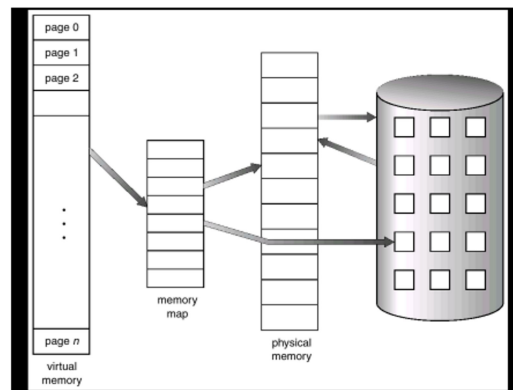 page 0
page 1
page 2
page n
virtual
memory
memory
map
physical
memory